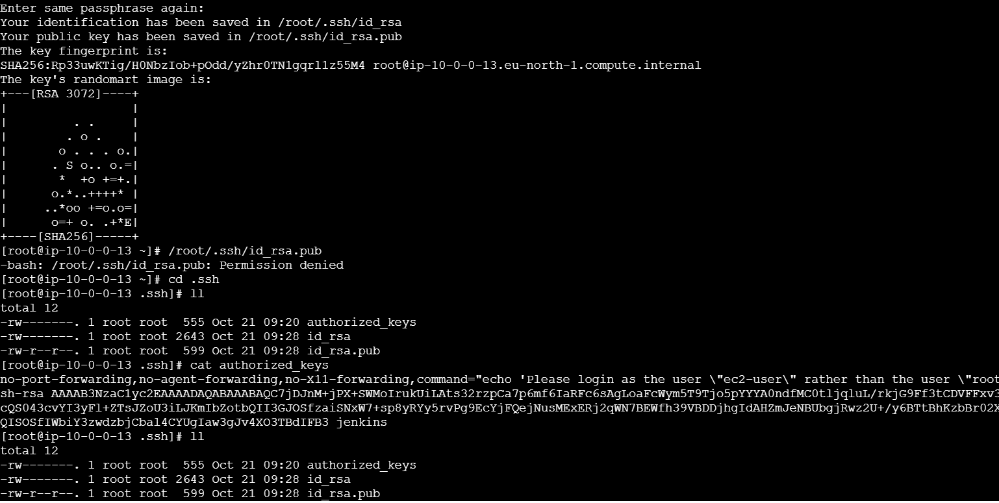 Enter same passphrase again:
Your identification has been saved in /root/.ssh/id_rsa
Your public key has been saved in /root/.ssh/id_rsa.pub
The key fingerprint is:
SHA256:Rp33uwKTig/H0NbzIob+pOdd/yZhr0TN1gqrl1z55M4 root@ip-10-0-0-13.eu-north-1.compute.internal
The key's randomart image is:
+---[RSA 3072]----+
|                 |
|         . .     |
|        . o .    |
|       o . . . o.|
|      . S o.. o.=|
|       *  +o +=+.|
|      o.*..++++* |
|     ..*oo +=o.o=|
|      o=+ o. .+*E|
+----[SHA256]-----+
[root@ip-10-0-0-13 ~]# /root/.ssh/id_rsa.pub
-bash: /root/.ssh/id_rsa.pub: Permission denied
[root@ip-10-0-0-13 ~]# cd .ssh
[root@ip-10-0-0-13 .ssh]# ll
total 12
-rw-------. 1 root root  555 Oct 21 09:20 authorized_keys
-rw-------. 1 root root 2643 Oct 21 09:28 id_rsa
-rw-r--r--. 1 root root  599 Oct 21 09:28 id_rsa.pub
[root@ip-10-0-0-13 .ssh]# cat authorized_keys
no-port-forwarding,no-agent-forwarding,no-X11-forwarding,command="echo 'Please login as the user \"ec2-user\" rather than the user \"root
sh-rsa AAAAB3NzaC1yc2EAAAADAQABAAABAQC7jDJnM+jPX+SWMoIrukUiLAts32rzpCa7p6mf6IaRFc6sAgLoaFcWym5T9Tjo5pYYYA0ndfMC0tljqluL/rkjG9Ff3tCDVFFxv3
cQS043cvYI3yFl+ZTsJZoU3iLJKmIbZotbQII3GJOSfzaiSNxW7+sp8yRYy5rvPg9EcYjFQejNusMExERj2qWN7BEWfh39VBDDjhgIdAHZmJeNBUbgjRwz2U+/y6BTtBhKzbBr02X
QISOSfIWbiY3zwdzbjCbal4CYUgIaw3gJv4XO3TBdIFB3 jenkins
[root@ip-10-0-0-13 .ssh]# ll
total 12
-rw-------. 1 root root  555 Oct 21 09:20 authorized_keys
-rw-------. 1 root root 2643 Oct 21 09:28 id_rsa
-rw-r--r--. 1 root root  599 Oct 21 09:28 id_rsa.pub